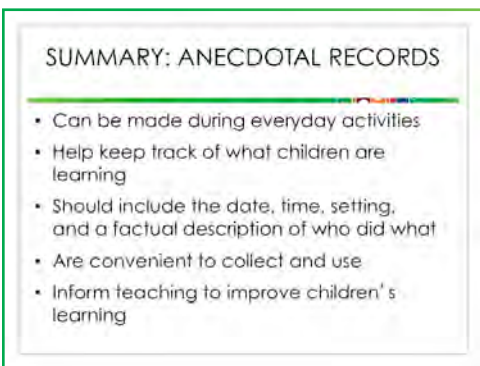 SUMMARY: ANECDOTAL RECORDS
• Can be made during everyday activities
• Help keep track of what children are
learning
• Should include the date, time, setting,
and a factual description of who did what
• Are convenient to collect and use
• Inform teaching to improve children's
learning